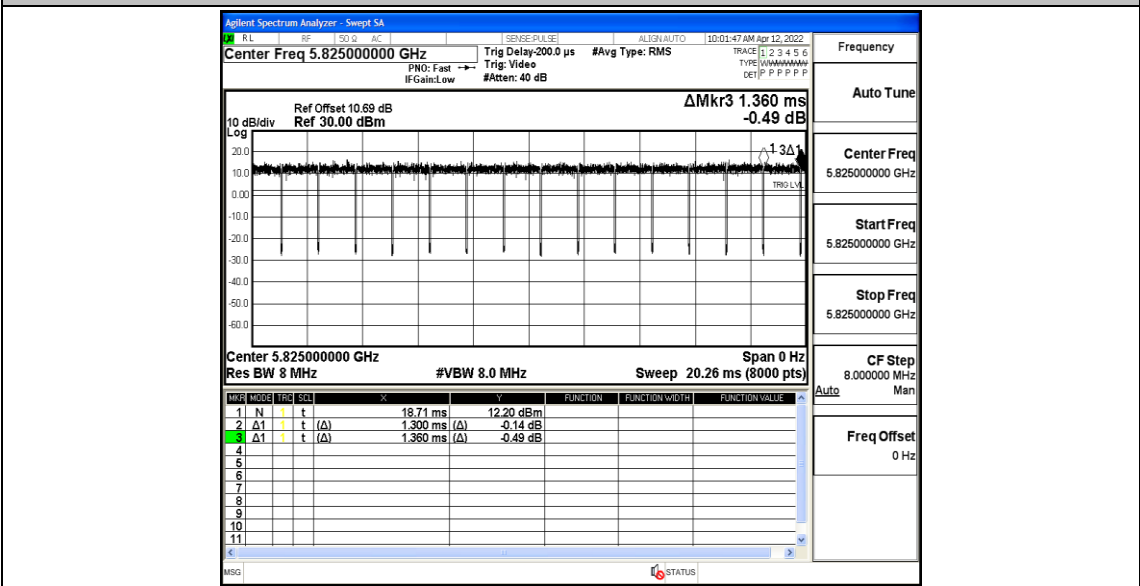 Agilent Spectrum Analyzer - Swept SA
RL RF 50 Ω AC SENSE:PULSE ALIGN AUTO 10:01:47 AM Apr 12, 2022
Center Freq 5.825000000 GHz
PNO: Fast
IFGain:Low
Trig Delay-200.0 µs
Trig: Video
#Atten: 40 dB
#Avg Type: RMS
TRACE 1 2 3 4 5 6
TYPE
DET P P P P P P
Ref Offset 10.69 dB
10 dB/div Ref 30.00 dBm
Log
ΔMkr3 1.360 ms
-0.49 dB
20.0
10.0
0.00
-10.0
-20.0
-30.0
-40.0
-50.0
-60.0
1 3Δ1
TRIG LVL
Center 5.825000000 GHz Span 0 Hz
Res BW 8 MHz #VBW 8.0 MHz Sweep 20.26 ms (8000 pts)
MKR MODE TRC SCL X Y FUNCTION FUNCTION WIDTH FUNCTION VALUE
1 N 1 t 18.71 ms 12.20 dBm
2 Δ1 1 t (Δ) 1.300 ms (Δ) -0.14 dB
3 Δ1 1 t (Δ) 1.360 ms (Δ) -0.49 dB
4
5
6
7
8
9
10
11
MSG STATUS
Frequency
Auto Tune
Center Freq
5.825000000 GHz
Start Freq
5.825000000 GHz
Stop Freq
5.825000000 GHz
CF Step
8.000000 MHz
Auto Man
Freq Offset
0 Hz